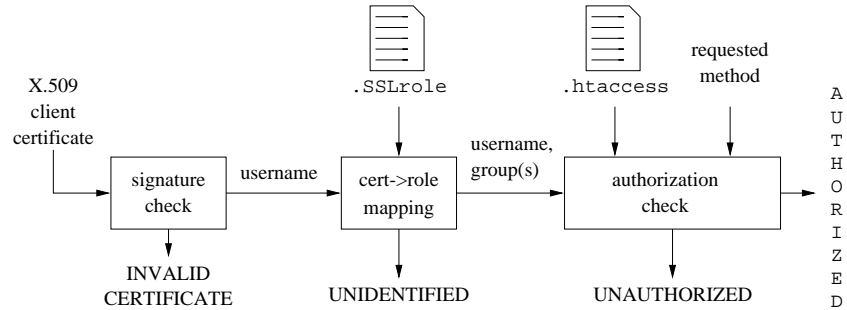 X.509
client
certificate
.SSLrole
.htaccess
requested
method
signature
check
username
cert->role
mapping
username,
group(s)
authorization
check
INVALID
CERTIFICATE
UNIDENTIFIED
UNAUTHORIZED
A
U
T
H
O
R
I
Z
E
D